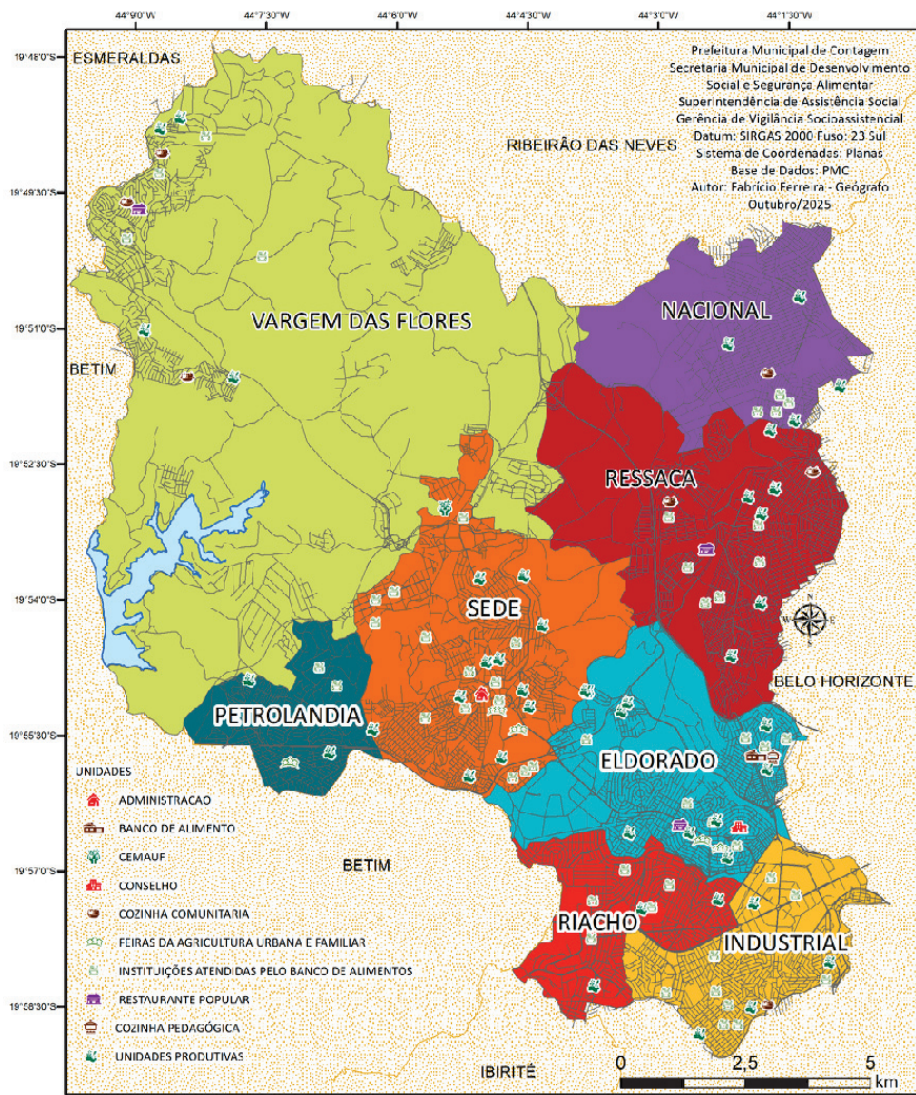 44°9'0"W 44°7'3"W 44°6'0"W 44°4'3"W 44°3'0"W 44°1'3"W
19°48'0"S
ESMERALDAS
Prefeitura Municipal de Contagem
Secretaria Municipal de Desenvolvimento
Social e Segurança Alimentar
Superintendência de Assistência Social
Gerência de Vigilância Socioassistencial
Datum: SIRGAS 2000 Fuso: 23 Sul
Sistema de Coordenadas: Planas
Base de Dados: PMC
Autor: Fabrício Ferreira - Geógrafo
Outubro/2025
RIBEIRÃO DAS NEVES
19°49'30"S
NACIONAL
VARGEM DAS FLORES
19°51'0"S
BETIM
19°52'30"S
RESSACA
19°54'0"S
SEDE
W E
S
BELO HORIZONTE
PETROLANDIA
19°55'30"S
ELDORADO
UNIDADES
ADMINISTRACAO
BANCO DE ALIMENTO
CEMAUF
CONSELHO
BETIM
19°57'0"S
COZINHA COMUNITARIA
RIACHO
INDUSTRIAL
FEIRAS DA AGRICULTURA URBANA E FAMILIAR
INSTITUIÇÕES ATENDIDAS PELO BANCO DE ALIMENTOS
19°58'30"S
RESTAURANTE POPULAR
COZINHA PEDAGÓGICA
UNIDADES PRODUTIVAS
IBIRITÉ
0 2,5 5
km